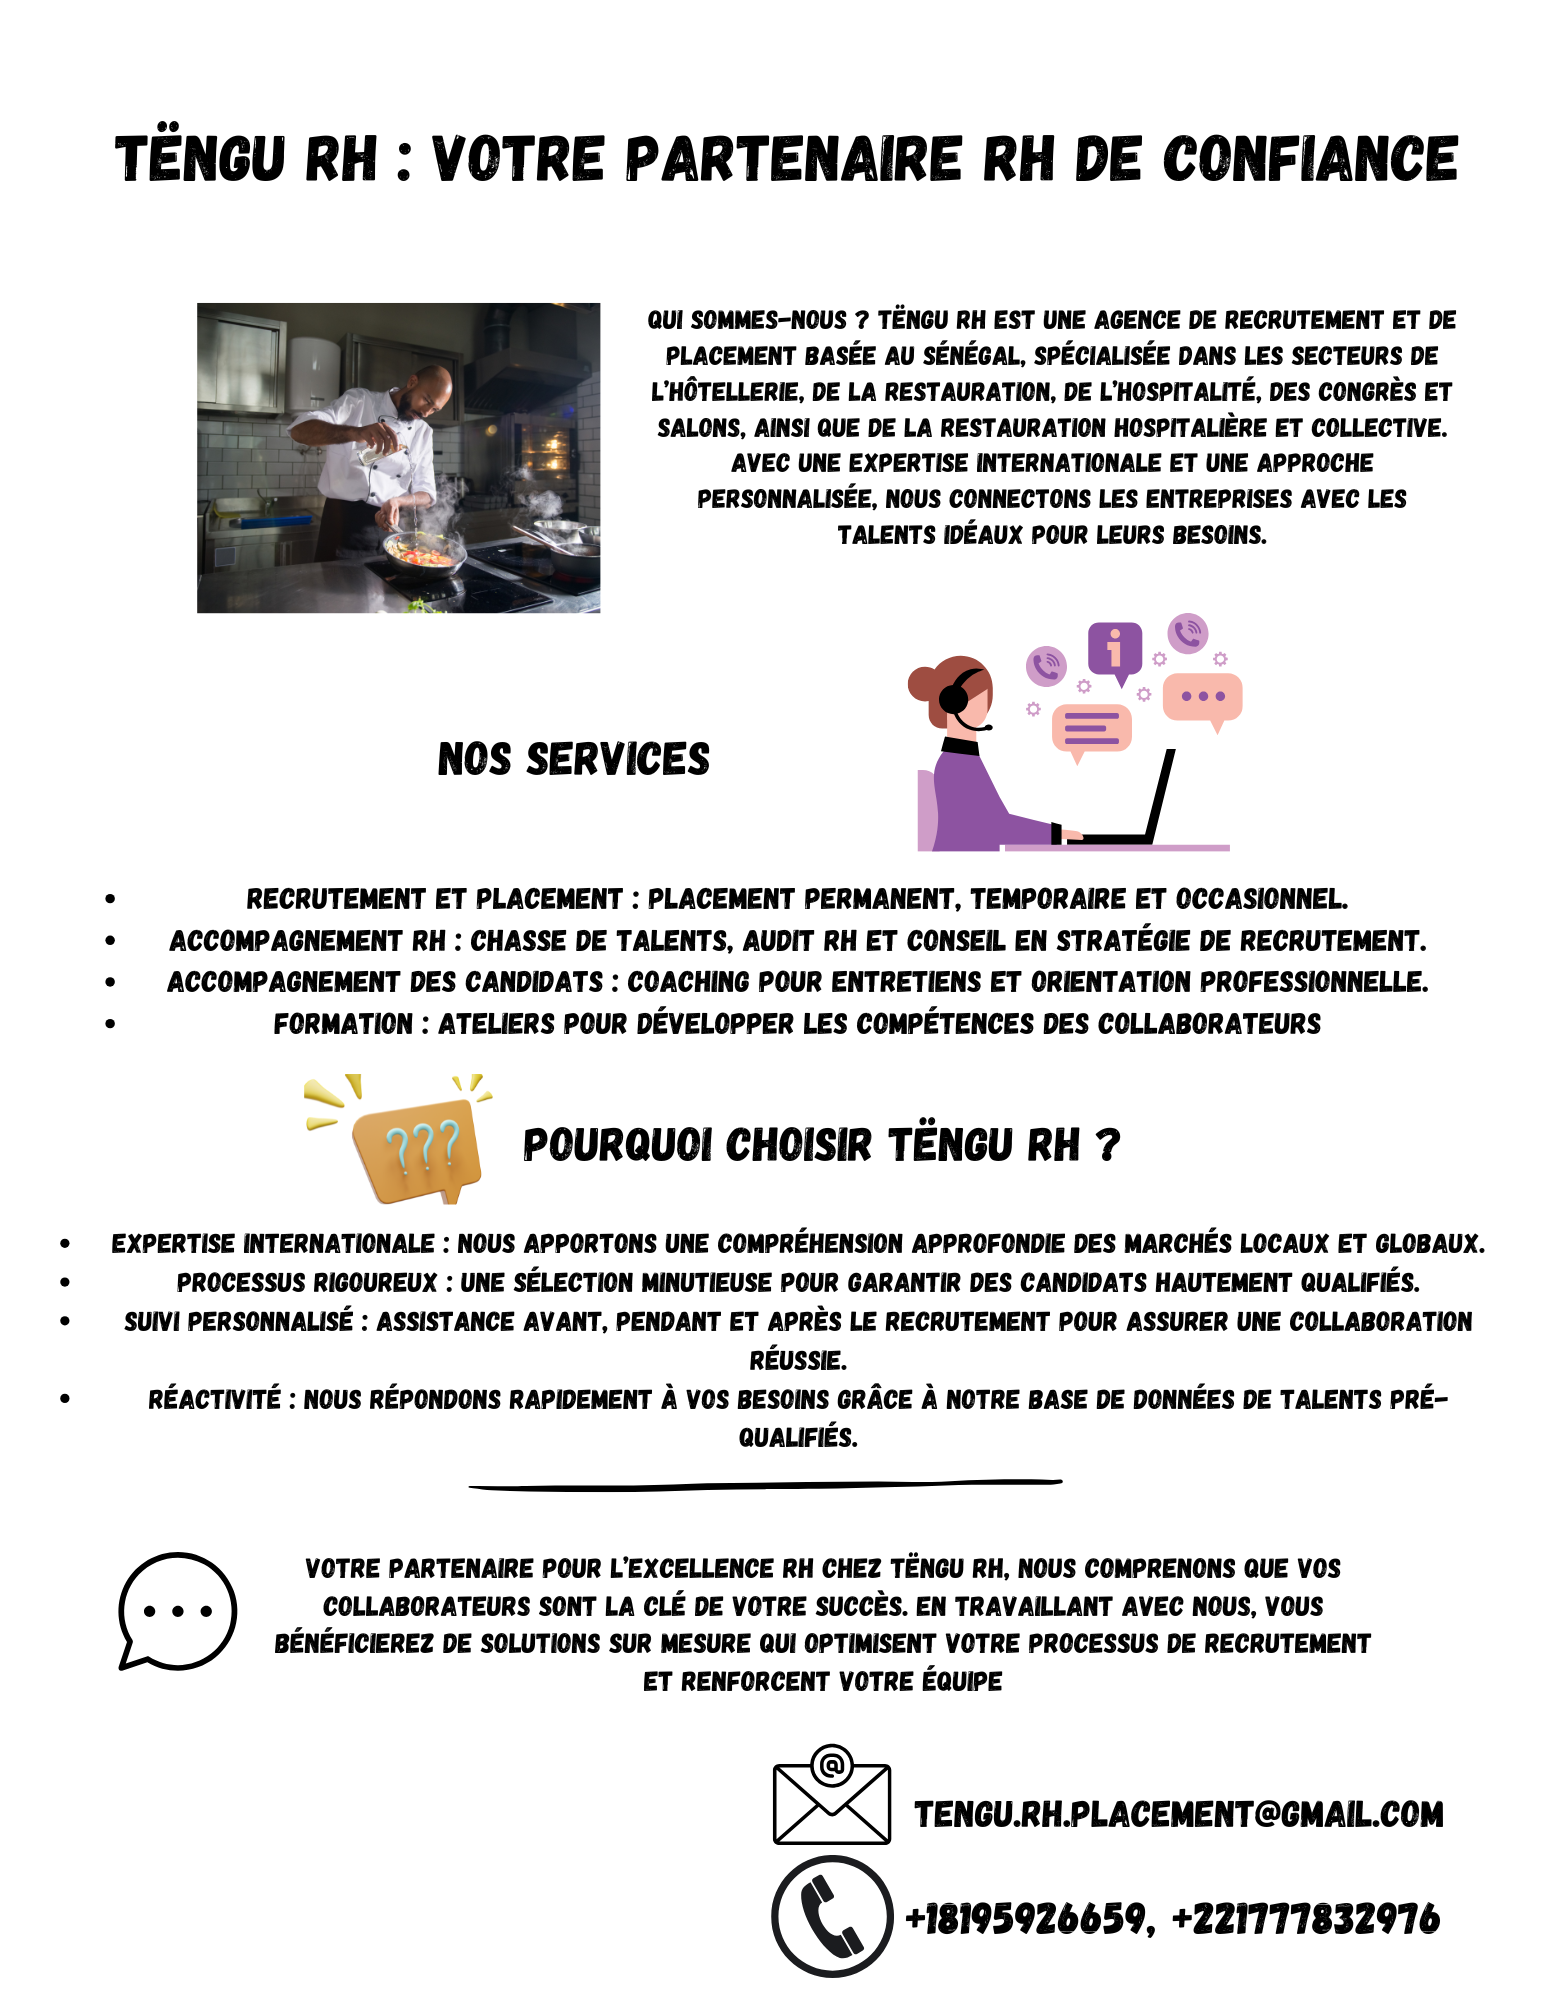 TËNGU RH : VOTRE PARTENAIRE RH DE CONFIANCE
QUI SOMMES-NOUS ? TËNGU RH EST UNE AGENCE DE RECRUTEMENT ET DE
PLACEMENT BASÉE AU SÉNÉGAL, SPÉCIALISÉE DANS LES SECTEURS DE
L'HÔTELLERIE, DE LA RESTAURATION, DE L'HOSPITALITÉ, DES CONGRÈS ET
SALONS, AINSI QUE DE LA RESTAURATION HOSPITALIÈRE ET COLLECTIVE.
AVEC UNE EXPERTISE INTERNATIONALE ET UNE APPROCHE
PERSONNALISÉE, NOUS CONNECTONS LES ENTREPRISES AVEC LES
TALENTS IDÉAUX POUR LEURS BESOINS.
NOS SERVICES
• RECRUTEMENT ET PLACEMENT : PLACEMENT PERMANENT, TEMPORAIRE ET OCCASIONNEL.
• ACCOMPAGNEMENT RH : CHASSE DE TALENTS, AUDIT RH ET CONSEIL EN STRATÉGIE DE RECRUTEMENT.
• ACCOMPAGNEMENT DES CANDIDATS : COACHING POUR ENTRETIENS ET ORIENTATION PROFESSIONNELLE.
• FORMATION : ATELIERS POUR DÉVELOPPER LES COMPÉTENCES DES COLLABORATEURS
???
POURQUOI CHOISIR TËNGU RH ?
• EXPERTISE INTERNATIONALE : NOUS APPORTONS UNE COMPRÉHENSION APPROFONDIE DES MARCHÉS LOCAUX ET GLOBAUX.
• PROCESSUS RIGOUREUX : UNE SÉLECTION MINUTIEUSE POUR GARANTIR DES CANDIDATS HAUTEMENT QUALIFIÉS.
• SUIVI PERSONNALISÉ : ASSISTANCE AVANT, PENDANT ET APRÈS LE RECRUTEMENT POUR ASSURER UNE COLLABORATION
RÉUSSIE.
• RÉACTIVITÉ : NOUS RÉPONDONS RAPIDEMENT À VOS BESOINS GRÂCE À NOTRE BASE DE DONNÉES DE TALENTS PRÉ-
QUALIFIÉS.
VOTRE PARTENAIRE POUR L'EXCELLENCE RH CHEZ TËNGU RH, NOUS COMPRENONS QUE VOS
COLLABORATEURS SONT LA CLÉ DE VOTRE SUCCÈS. EN TRAVAILLANT AVEC NOUS, VOUS
BÉNÉFICIEREZ DE SOLUTIONS SUR MESURE QUI OPTIMISENT VOTRE PROCESSUS DE RECRUTEMENT
ET RENFORCENT VOTRE ÉQUIPE
TENGU.RH.PLACEMENT@GMAIL.COM
+18195926659, +221777832976